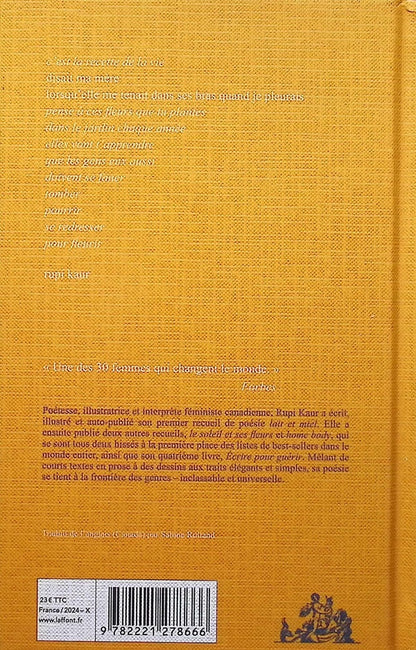 c'est la recette de la vie
disait ma mère
lorsqu'elle me tenait dans ses bras quand je pleurais
pense à ces fleurs que tu plantes
dans le jardin chaque année
elles vont t'apprendre
que les gens eux aussi
doivent se faner
tomber
pourrir
se redresser
pour fleurir
rupi kaur
« Une des 30 femmes qui changent le monde. »
Forbes
Poétesse, illustratrice et interprète féministe canadienne, Rupi Kaur a écrit,
illustré et auto-publié son premier recueil de poésie lait et miel. Elle a
ensuite publié deux autres recueils, le soleil et ses fleurs et home body, qui
se sont tous deux hissés à la première place des listes de best-sellers dans le
monde entier, ainsi que son quatrième livre, Écrire pour guérir. Mêlant de
courts textes en prose à des dessins aux traits élégants et simples, sa poésie
se tient à la frontière des genres – inclassable et universelle.
Traduit de l'anglais (Canada) par Sabine Rolland
23 € TTC
France / 2024 – X
www.laffont.fr
9 782221 278666